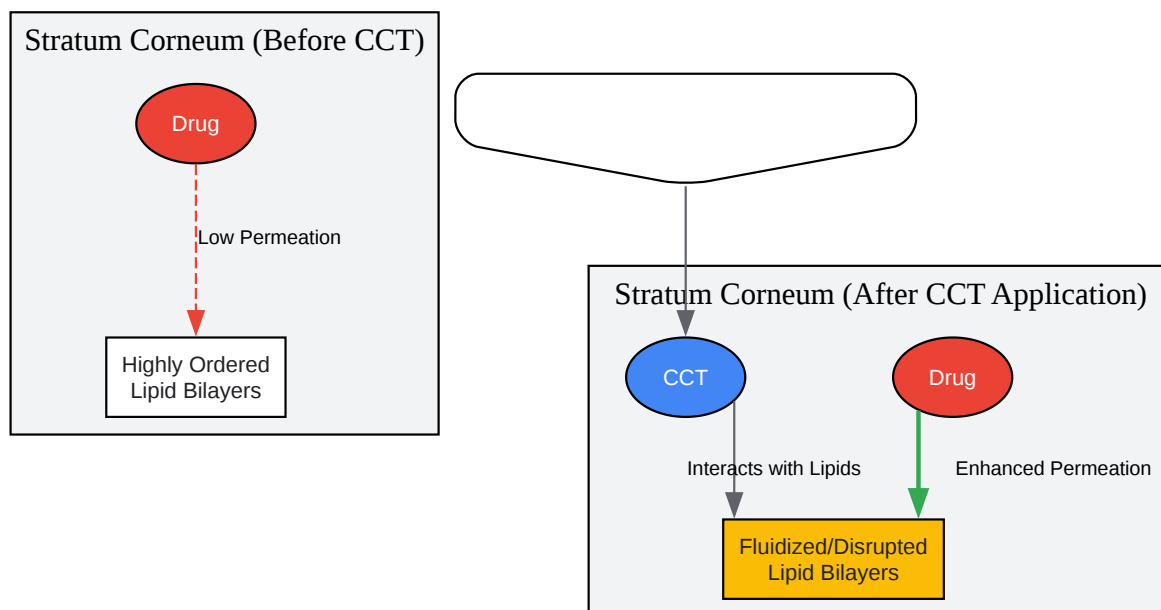 Stratum Corneum (Before CCT)
Drug
Low Permeation
Highly Ordered
Lipid Bilayers
Stratum Corneum (After CCT Application)
CCT
Drug
Interacts with Lipids
Enhanced Permeation
Fluidized/Disrupted
Lipid Bilayers